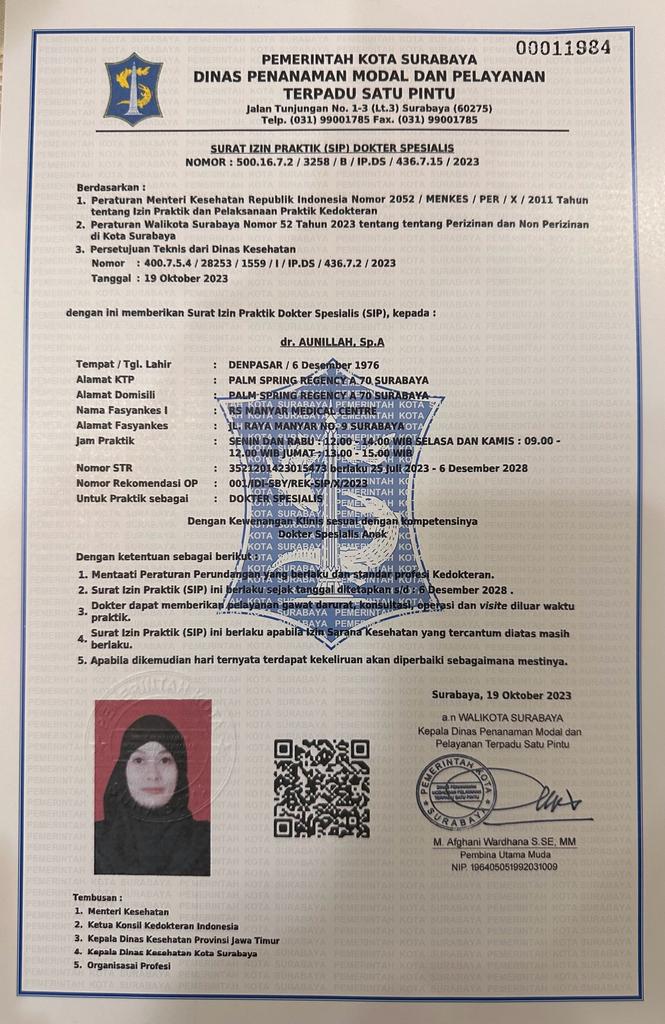 00011984
PEMERINTAH KOTA SURABAYA
DINAS PENANAMAN MODAL DAN PELAYANAN
TERPADU SATU PINTU
Jalan Tunjungan No. 1-3 (Lt.3) Surabaya (60275)
Telp. (031) 99001785 Fax. (031) 99001785
SURAT IZIN PRAKTIK (SIP) DOKTER SPESIALIS
NOMOR : 500.16.7.2 / 3258 / B / IP.DS / 436.7.15 / 2023
Berdasarkan :
1. Peraturan Menteri Kesehatan Republik Indonesia Nomor 2052 / MENKES / PER / X / 2011 Tahun
tentang Izin Praktik dan Pelaksanaan Praktik Kedokteran
2. Peraturan Walikota Surabaya Nomor 52 Tahun 2023 tentang tentang Perizinan dan Non Perizinan
di Kota Surabaya
3. Persetujuan Teknis dari Dinas Kesehatan
Nomor : 400.7.5.4 / 28253 / 1559 / I / IP.DS / 436.7.2 / 2023
Tanggal : 19 Oktober 2023
dengan ini memberikan Surat Izin Praktik Dokter Spesialis (SIP), kepada :
dr. AUNILLAH, Sp.A
Tempat / Tgl. Lahir : DENPASAR / 6 Desember 1976
Alamat KTP : PALM SPRING REGENCY A 70 SURABAYA
Alamat Domisili : PALM SPRING REGENCY A 70 SURABAYA
Nama Fasyankes I : RS MANYAR MEDICAL CENTRE
Alamat Fasyankes : JL. RAYA MANYAR NO. 9 SURABAYA
Jam Praktik : SENIN DAN RABU : 12.00 - 14.00 WIB SELASA DAN KAMIS : 09.00 -
12.00 WIB JUMAT : 13.00 - 15.00 WIB
Nomor STR : 3521201423015473 berlaku 25 Juli 2023 - 6 Desember 2028
Nomor Rekomendasi OP : 001/IDI-SBY/REK-SIP/X/2023
Untuk Praktik sebagai : DOKTER SPESIALIS
Dengan Kewenangan Klinis sesuai dengan kompetensinya
Dokter Spesialis Anak
Dengan ketentuan sebagai berikut :
1. Mentaati Peraturan Perundangan yang berlaku dan standar profesi Kedokteran.
2. Surat Izin Praktik (SIP) ini berlaku sejak tanggal ditetapkan s/d : 6 Desember 2028 .
3. Dokter dapat memberikan pelayanan gawat darurat, konsultasi, operasi dan visite diluar waktu
praktik.
4. Surat Izin Praktik (SIP) ini berlaku apabila Izin Sarana Kesehatan yang tercantum diatas masih
berlaku.
5. Apabila dikemudian hari ternyata terdapat kekeliruan akan diperbaiki sebagaimana mestinya.
Surabaya, 19 Oktober 2023
a.n WALIKOTA SURABAYA
Kepala Dinas Penanaman Modal dan
Pelayanan Terpadu Satu Pintu
PEMERINTAH KOTA
DINAS PENANAMAN
MODAL DAN PELAYANAN
TERPADU SATU PINTU
SURABAYA
M. Afghani Wardhana S.SE, MM
Pembina Utama Muda
NIP. 196405051992031009
Tembusan :
1. Menteri Kesehatan
2. Ketua Konsil Kedokteran Indonesia
3. Kepala Dinas Kesehatan Provinsi Jawa Timur
4. Kepala Dinas Kesehatan Kota Surabaya
5. Organisasai Profesi